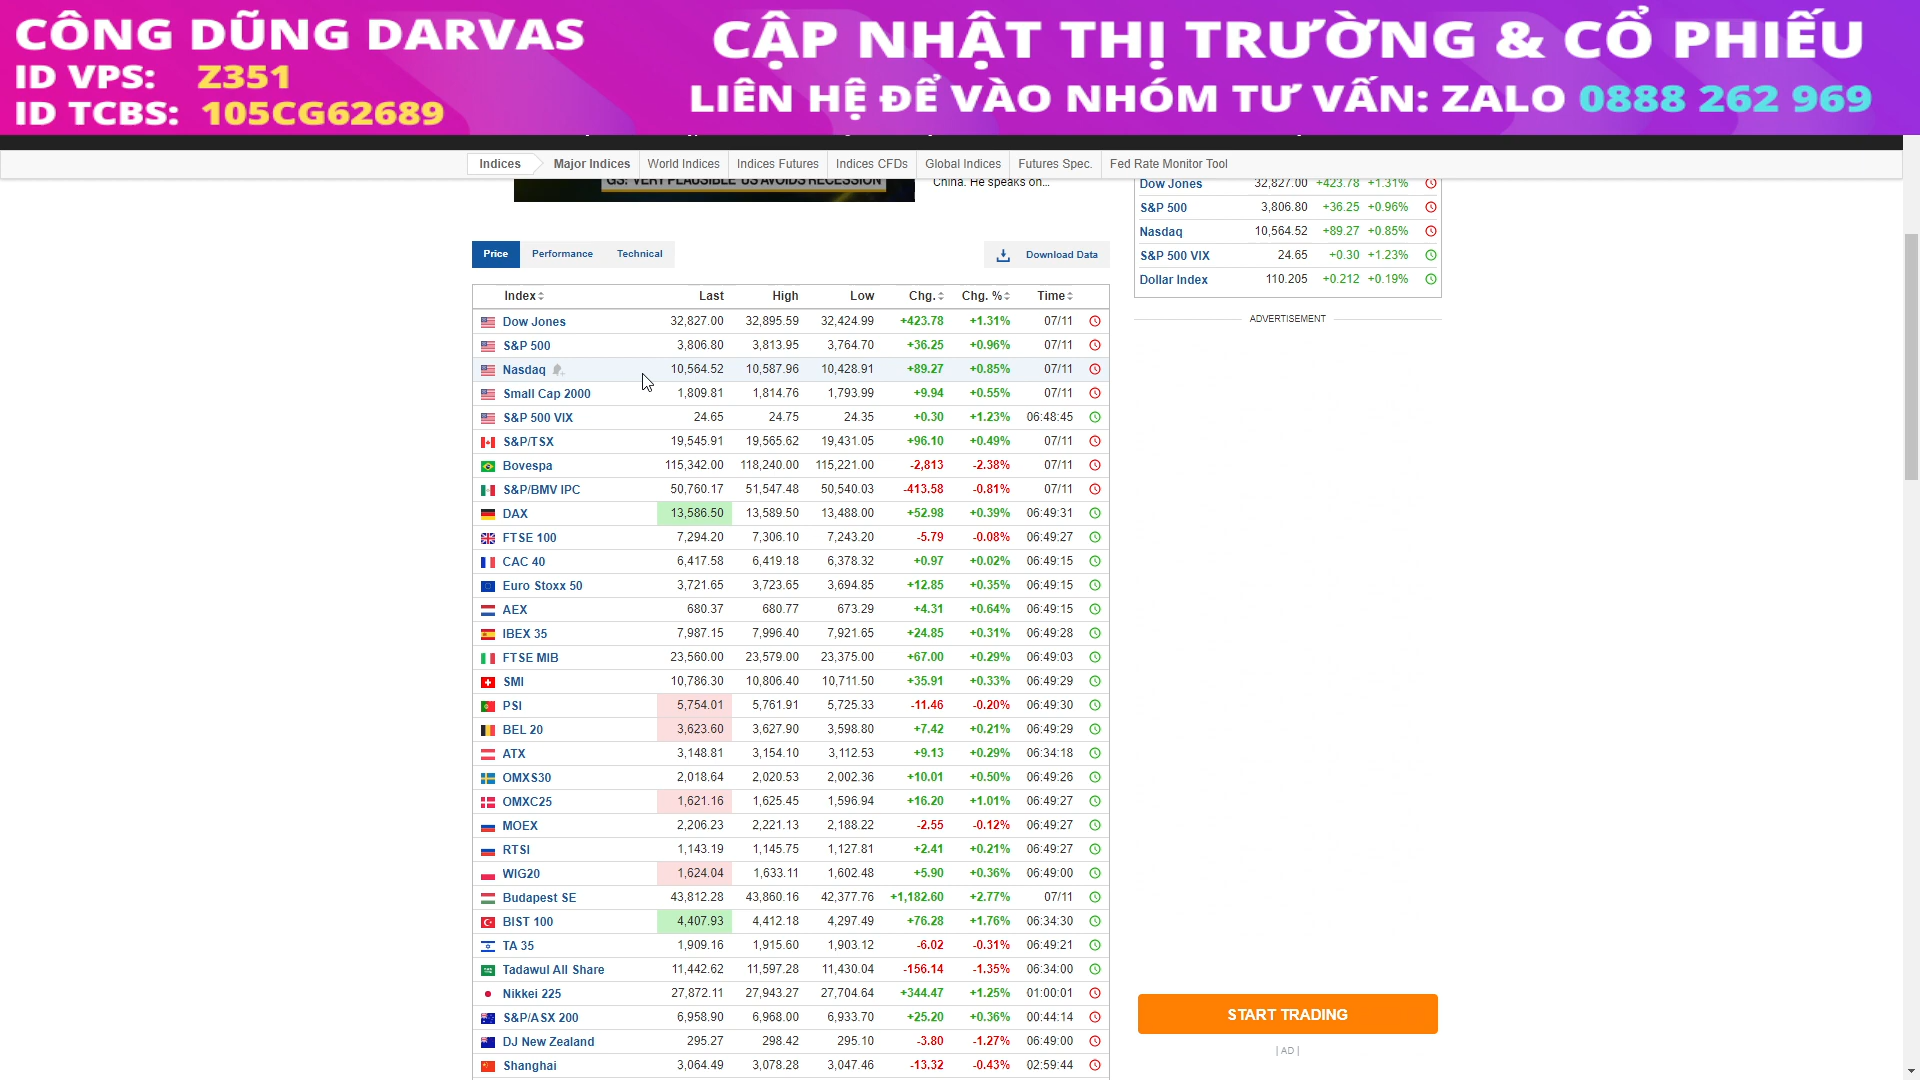 CÔNG DŨNG DARVAS
ID VPS: Z351
ID TCBS: 105CG62689
CẬP NHẬT THỊ TRƯỜNG & CỔ PHIẾU
LIÊN HỆ ĐỂ VÀO NHÓM TƯ VẤN: ZALO 0888 262 969
Indices Major Indices World Indices Indices Futures Indices CFDs Global Indices Futures Spec. Fed Rate Monitor Tool
GS: VERY PLAUSIBLE US AVOIDS RECESSION
China. He speaks on...
Price Performance Technical
Download Data
Index Last High Low Chg. Chg. % Time
Dow Jones 32,827.00 32,895.59 32,424.99 +423.78 +1.31% 07/11
S&P 500 3,806.80 3,813.95 3,764.70 +36.25 +0.96% 07/11
Nasdaq 10,564.52 10,587.96 10,428.91 +89.27 +0.85% 07/11
Small Cap 2000 1,809.81 1,814.76 1,793.99 +9.94 +0.55% 07/11
S&P 500 VIX 24.65 24.75 24.35 +0.30 +1.23% 06:48:45
S&P/TSX 19,545.91 19,565.62 19,431.05 +96.10 +0.49% 07/11
Bovespa 115,342.00 118,240.00 115,221.00 -2,813 -2.38% 07/11
S&P/BMV IPC 50,760.17 51,547.48 50,540.03 -413.58 -0.81% 07/11
DAX 13,586.50 13,589.50 13,488.00 +52.98 +0.39% 06:49:31
FTSE 100 7,294.20 7,306.10 7,243.20 -5.79 -0.08% 06:49:27
CAC 40 6,417.58 6,419.18 6,378.32 +0.97 +0.02% 06:49:15
Euro Stoxx 50 3,721.65 3,723.65 3,694.85 +12.85 +0.35% 06:49:15
AEX 680.37 680.77 673.29 +4.31 +0.64% 06:49:15
IBEX 35 7,987.15 7,996.40 7,921.65 +24.85 +0.31% 06:49:28
FTSE MIB 23,560.00 23,579.00 23,375.00 +67.00 +0.29% 06:49:03
SMI 10,786.30 10,806.40 10,711.50 +35.91 +0.33% 06:49:29
PSI 5,754.01 5,761.91 5,725.33 -11.46 -0.20% 06:49:30
BEL 20 3,623.60 3,627.90 3,598.80 +7.42 +0.21% 06:49:29
ATX 3,148.81 3,154.10 3,112.53 +9.13 +0.29% 06:34:18
OMXS30 2,018.64 2,020.53 2,002.36 +10.01 +0.50% 06:49:26
OMXC25 1,621.16 1,625.45 1,596.94 +16.20 +1.01% 06:49:27
MOEX 2,206.23 2,221.13 2,188.22 -2.55 -0.12% 06:49:27
RTSI 1,143.19 1,145.75 1,127.81 +2.41 +0.21% 06:49:27
WIG20 1,624.04 1,633.11 1,602.48 +5.90 +0.36% 06:49:00
Budapest SE 43,812.28 43,860.16 42,377.76 +1,182.60 +2.77% 07/11
BIST 100 4,407.93 4,412.18 4,297.49 +76.28 +1.76% 06:34:30
TA 35 1,909.16 1,915.60 1,903.12 -6.02 -0.31% 06:49:21
Tadawul All Share 11,442.62 11,597.28 11,430.04 -156.14 -1.35% 06:34:00
Nikkei 225 27,872.11 27,943.27 27,704.64 +344.47 +1.25% 01:00:01
S&P/ASX 200 6,958.90 6,968.00 6,933.70 +25.20 +0.36% 00:44:14
DJ New Zealand 295.27 298.42 295.10 -3.80 -1.27% 06:49:00
Shanghai 3,064.49 3,078.28 3,047.46 -13.32 -0.43% 02:59:44
Dow Jones 32,827.00 +423.78 +1.31%
S&P 500 3,806.80 +36.25 +0.96%
Nasdaq 10,564.52 +89.27 +0.85%
S&P 500 VIX 24.65 +0.30 +1.23%
Dollar Index 110.205 +0.212 +0.19%
ADVERTISEMENT
START TRADING
| AD |